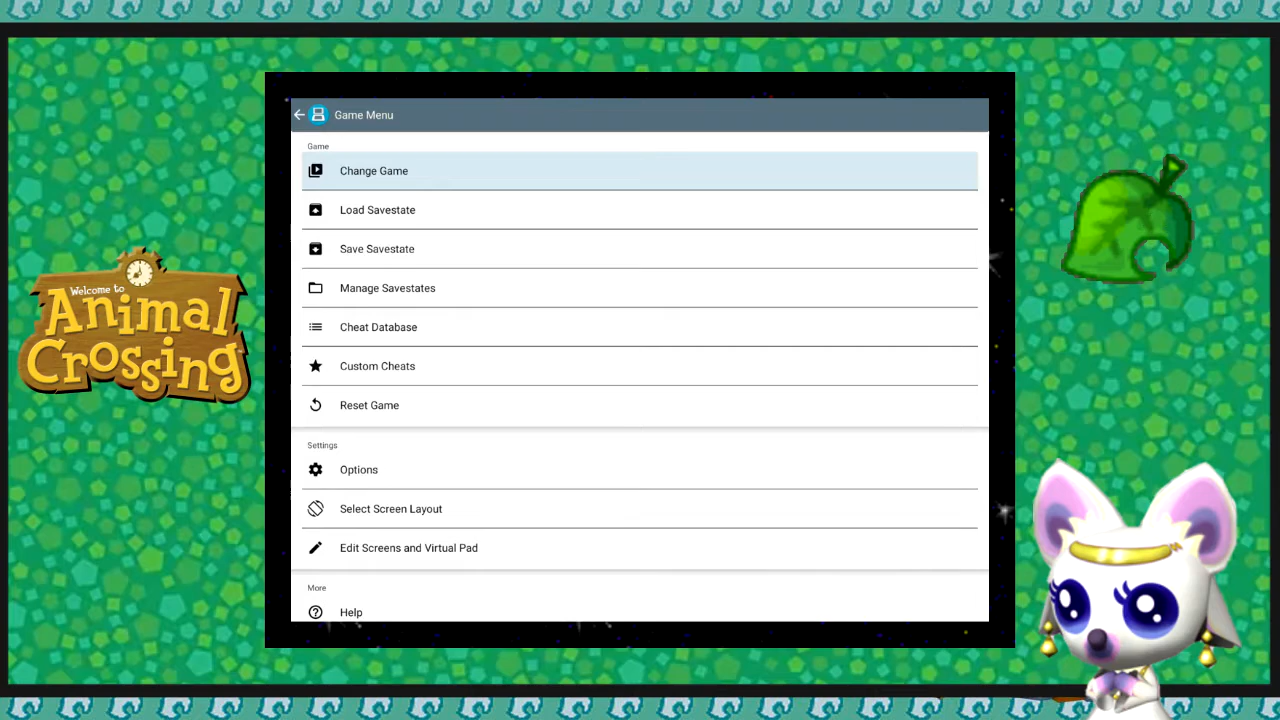 Game Menu
Game
Change Game
Load Savestate
Save Savestate
Manage Savestates
Cheat Database
Custom Cheats
Reset Game
Settings
Options
Select Screen Layout
Edit Screens and Virtual Pad
More
Help
Welcome to
Animal
Crossing